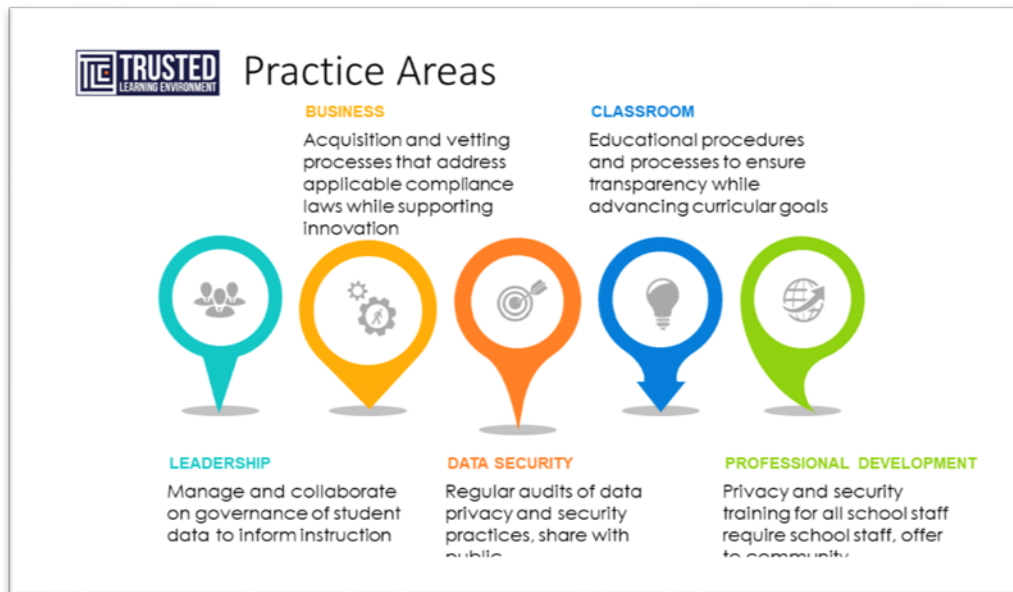 TRUSTED
LEARNING ENVIRONMENT
Practice Areas
BUSINESS
Acquisition and vetting
processes that address
applicable compliance
laws while supporting
innovation
CLASSROOM
Educational procedures
and processes to ensure
transparency while
advancing curricular goals
LEADERSHIP
Manage and collaborate
on governance of student
data to inform instruction
DATA SECURITY
Regular audits of data
privacy and security
practices, share with
public
PROFESSIONAL DEVELOPMENT
Privacy and security
training for all school staff
require school staff, offer
to community